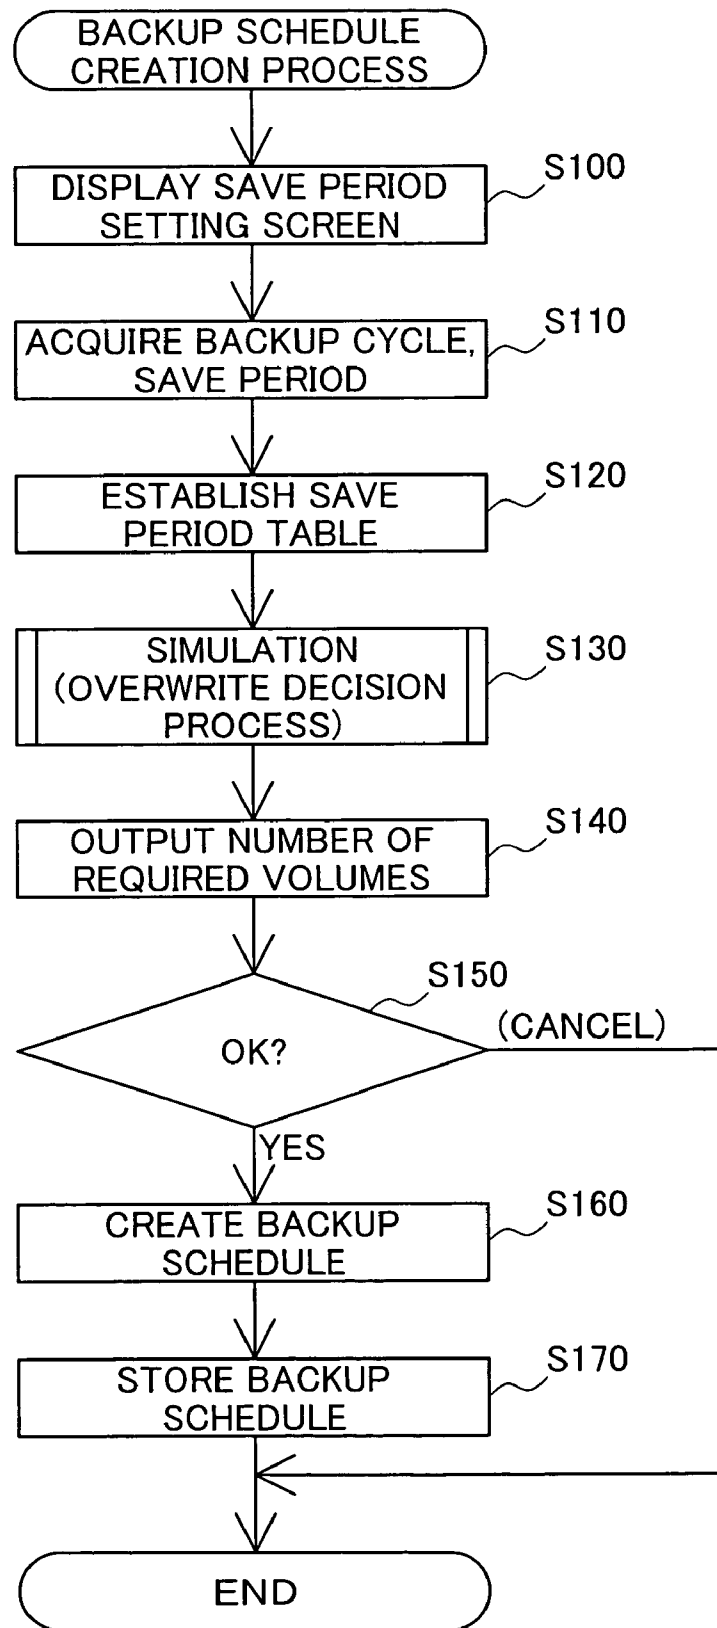 BACKUP SCHEDULE
CREATION PROCESS
S100
DISPLAY SAVE PERIOD
SETTING SCREEN
S110
ACQUIRE BACKUP CYCLE,
SAVE PERIOD
S120
ESTABLISH SAVE
PERIOD TABLE
S130
SIMULATION
(OVERWRITE DECISION
PROCESS)
S140
OUTPUT NUMBER OF
REQUIRED VOLUMES
S150
(CANCEL)
OK?
YES
S160
CREATE BACKUP
SCHEDULE
S170
STORE BACKUP
SCHEDULE
END